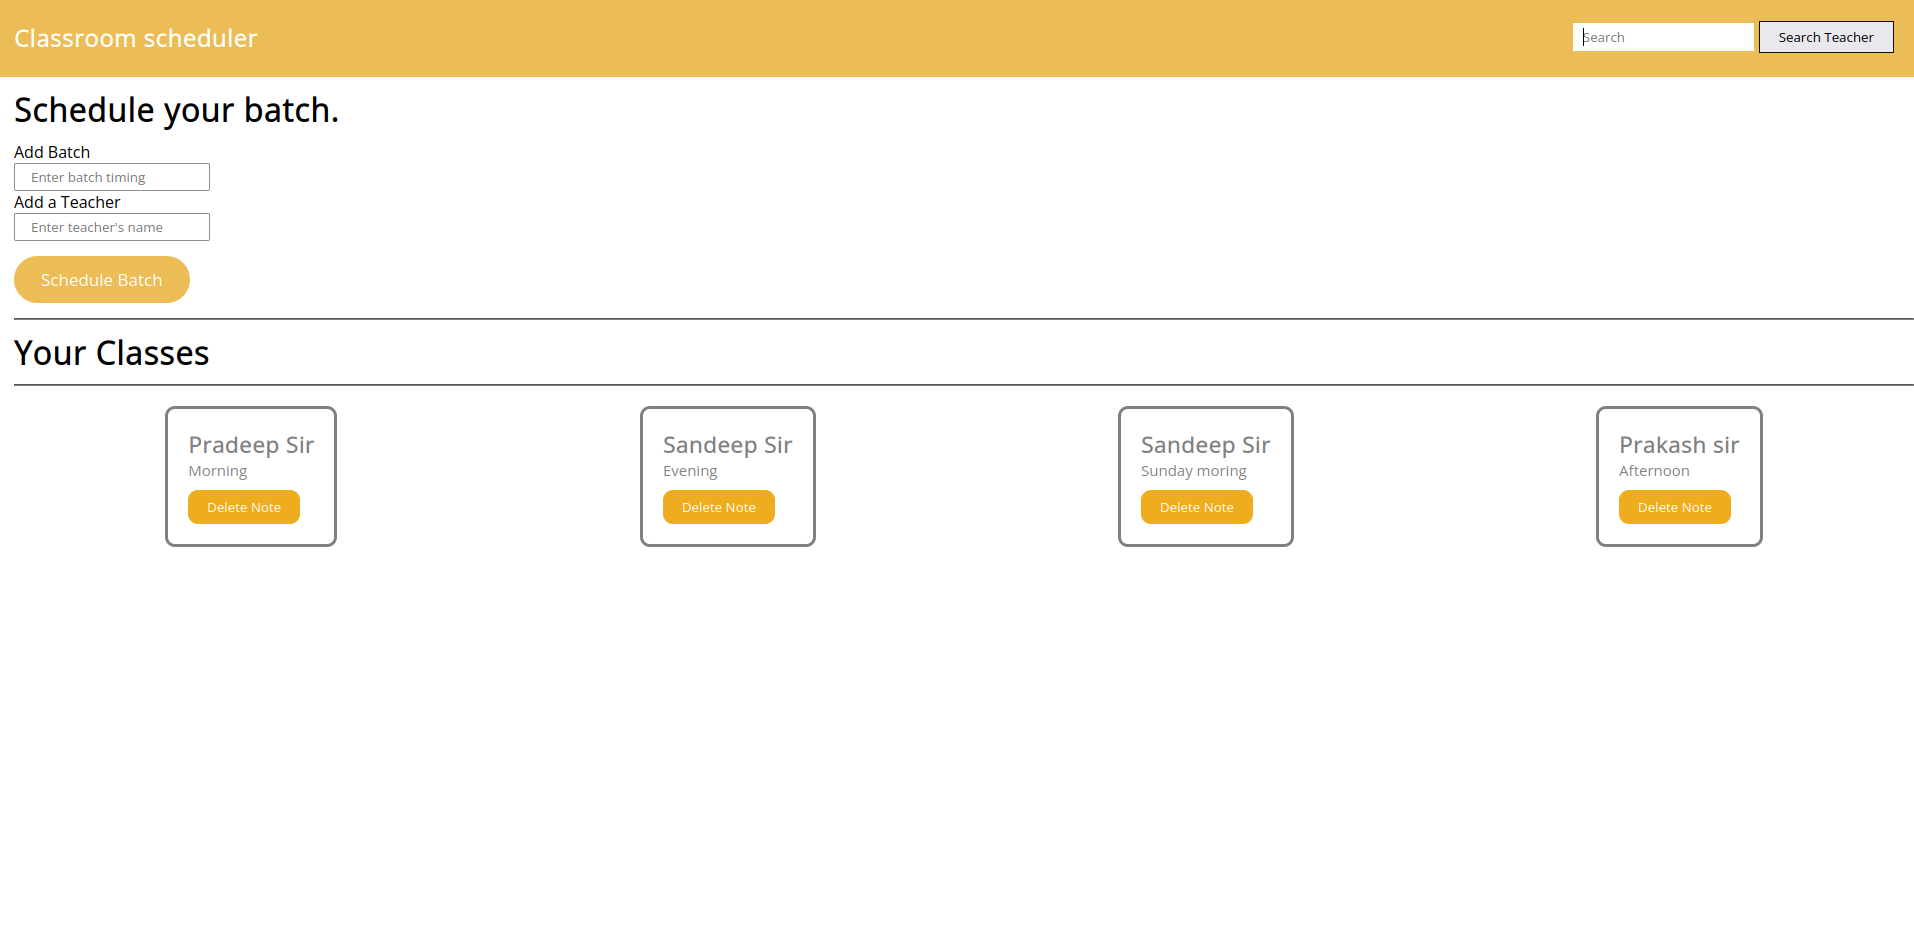 Classroom scheduler
Search
Search Teacher
Schedule your batch.
Add Batch
Enter batch timing
Add a Teacher
Enter teacher's name
Schedule Batch
Your Classes
Pradeep Sir
Morning
Delete Note
Sandeep Sir
Evening
Delete Note
Sandeep Sir
Sunday moring
Delete Note
Prakash sir
Afternoon
Delete Note